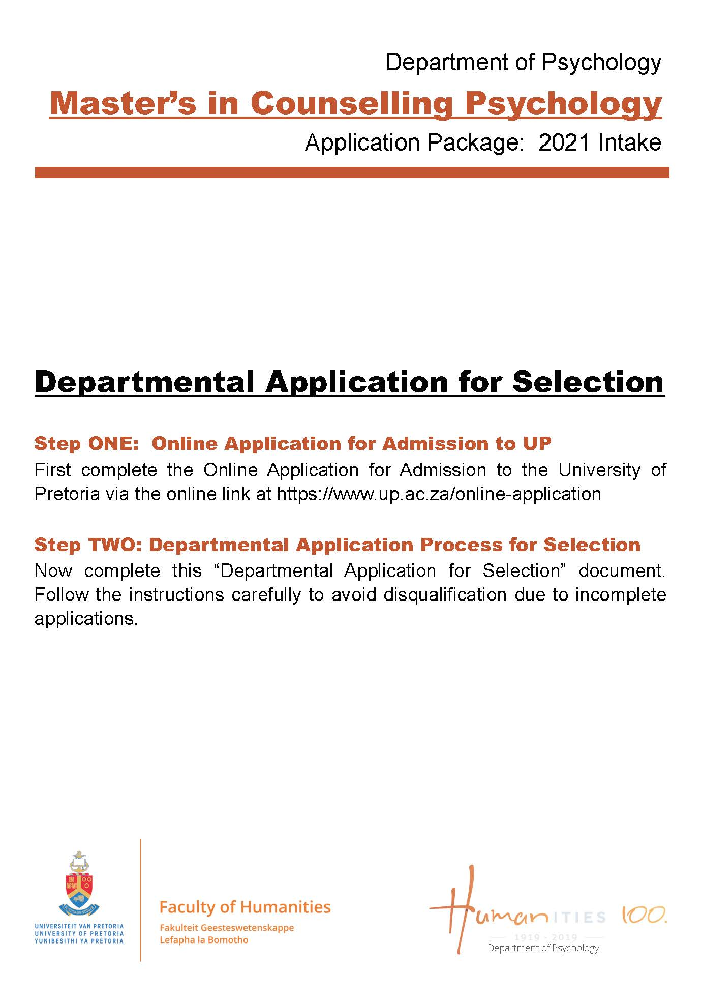 Department of Psychology
Master’s in Counselling Psychology
Application Package:  2021 Intake
Departmental Application for Selection
Step ONE:  Online Application for Admission to UP
First complete the Online Application for Admission to the University of
Pretoria via the online link at https://www.up.ac.za/online-application
Step TWO: Departmental Application Process for Selection
Now complete this “Departmental Application for Selection” document.
Follow the instructions carefully to avoid disqualification due to incomplete
applications.
UNIVERSITEIT VAN PRETORIA
UNIVERSITY OF PRETORIA
YUNIBESITHI YA PRETORIA
Faculty of Humanities
Fakulteit Geesteswetenskappe
Lefapha la Bomotho
HumanITIES 100.
1919 - 2019
Department of Psychology